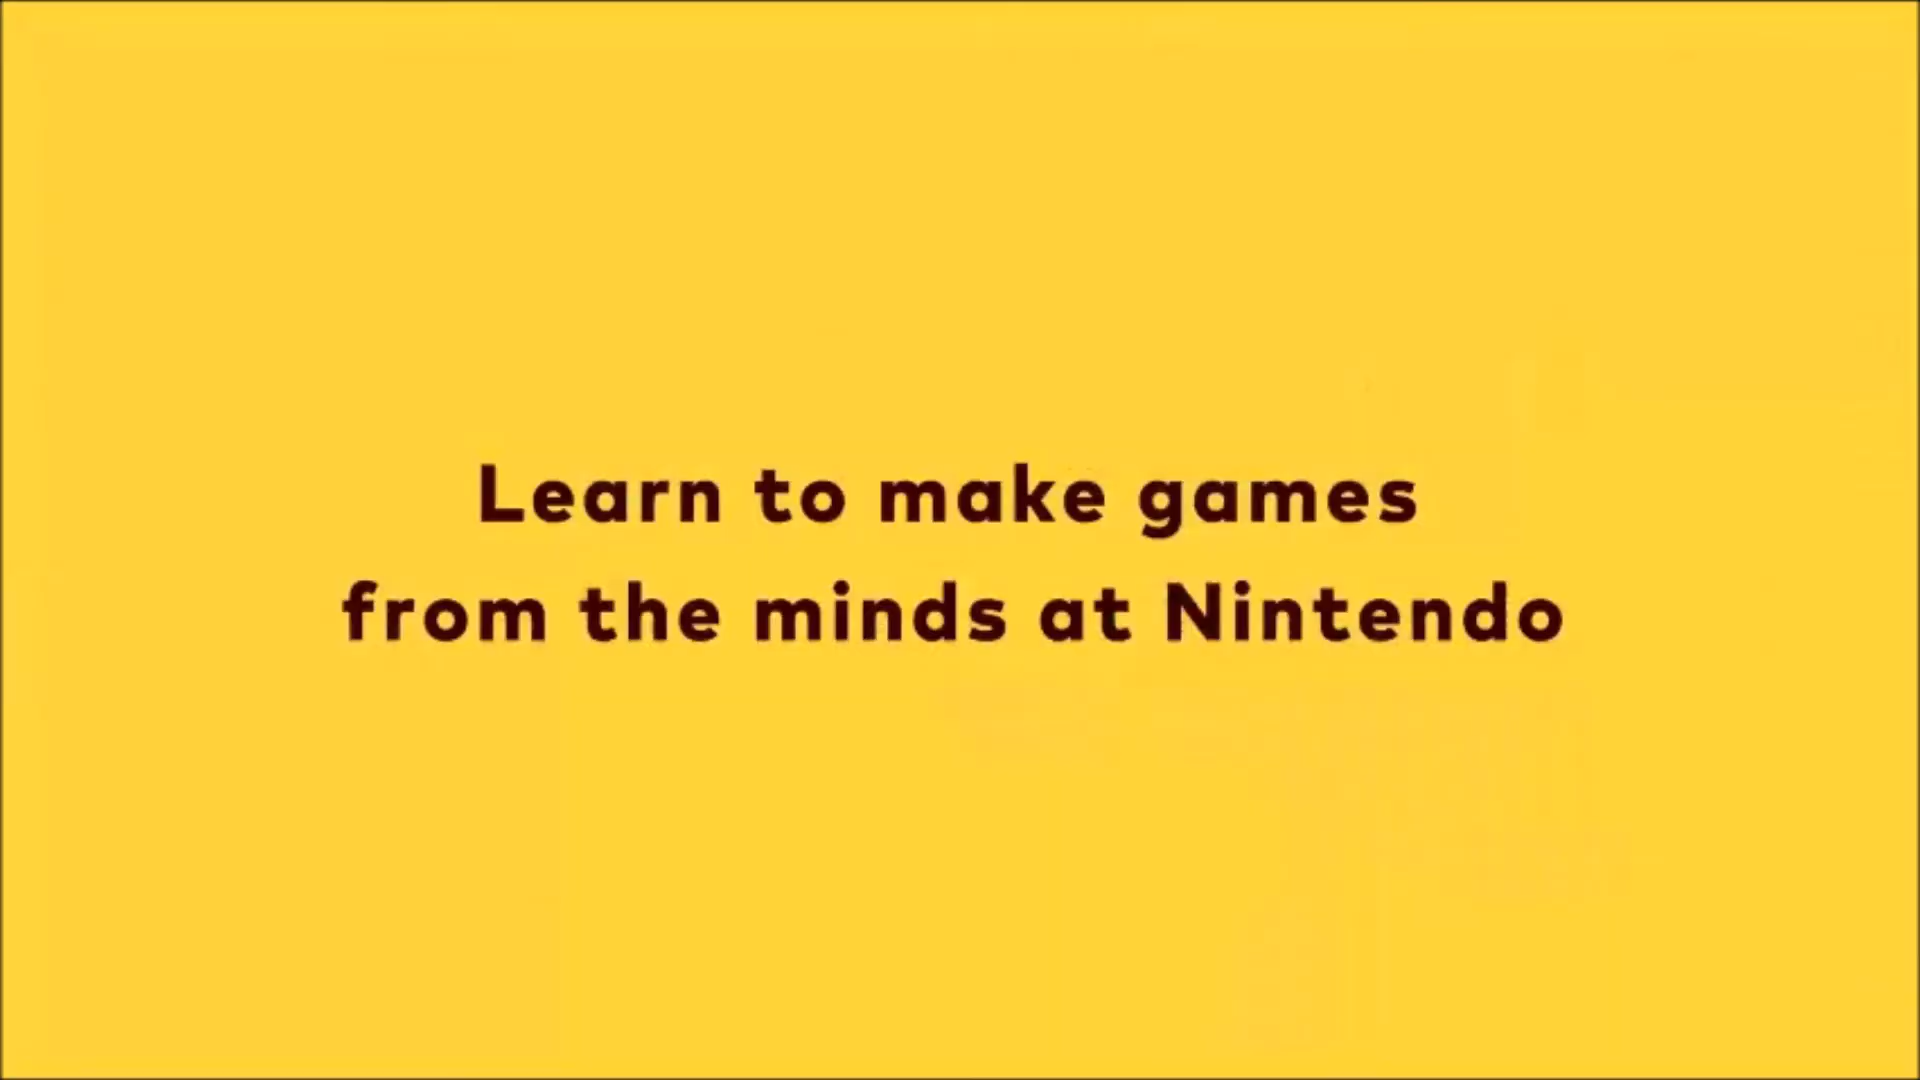 Learn to make games
from the minds at Nintendo